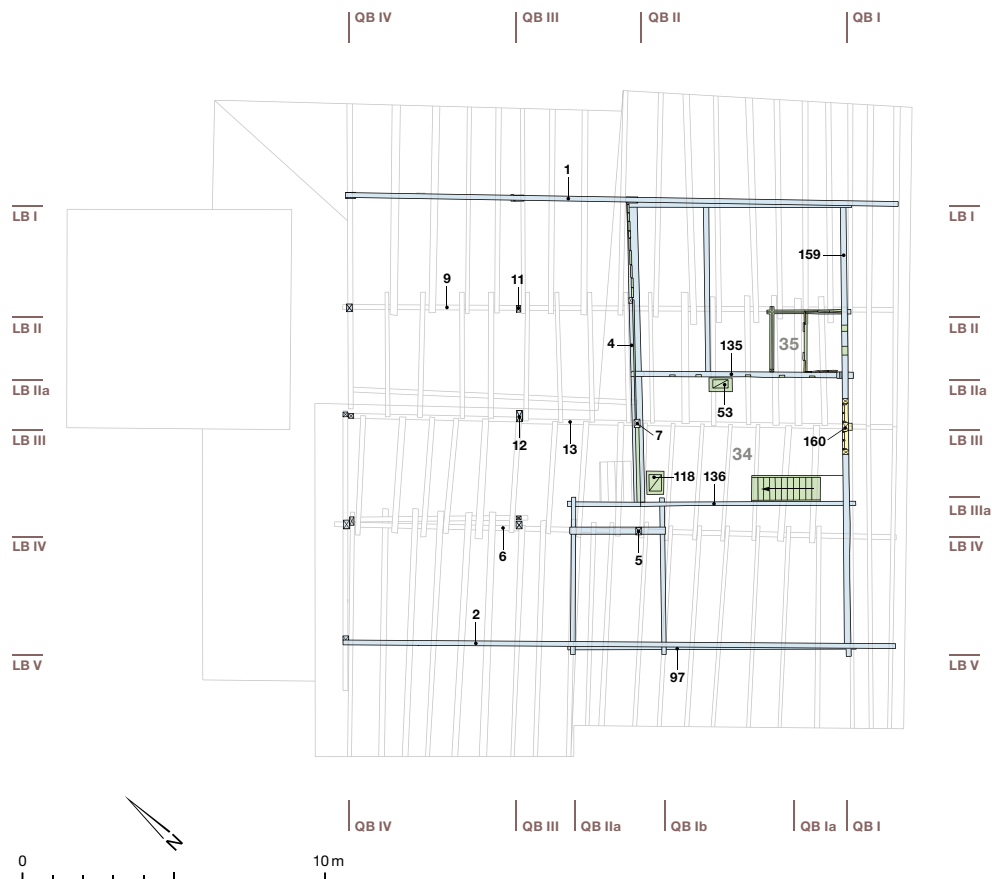 QB IV QB III QB II QB I
1
LB I LB I
159
9 11
LB II LB II
4 135 35
LB IIa LB IIa
53
LB III 12 13 7 34 160 LB III
118 136
LB IIIa
LB IV 6 5 LB IV
2
LB V 97 LB V
QB IV QB III QB IIa QB Ib QB Ia QB I
N
0 10 m